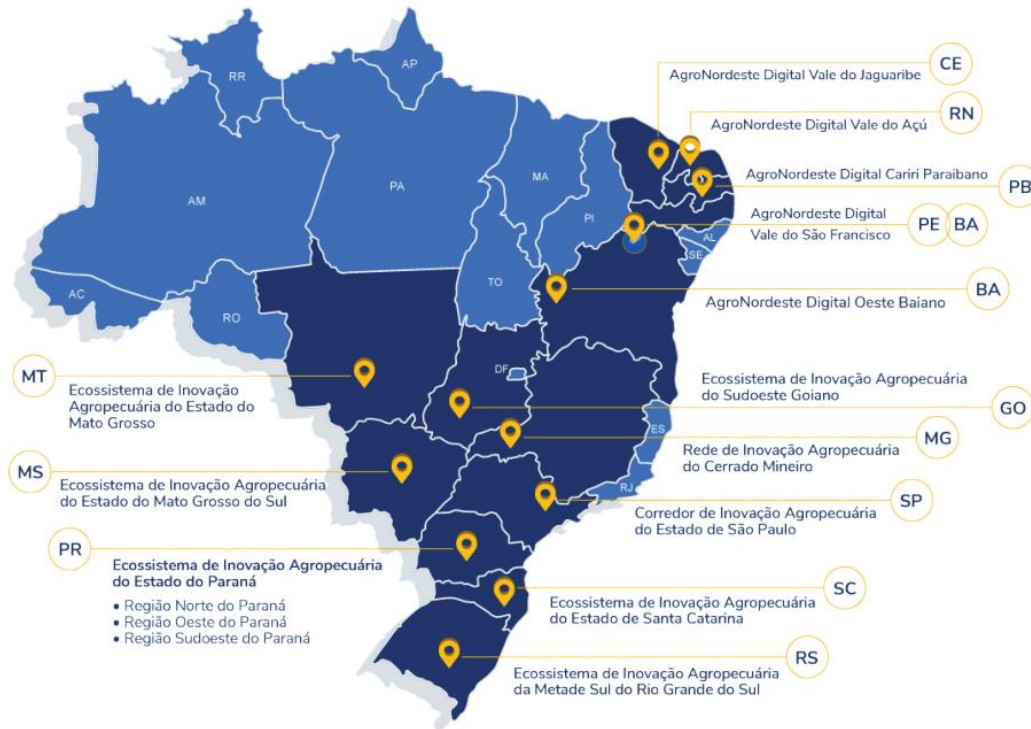 CE
AgroNordeste Digital Vale do Jaguaribe
RN
AgroNordeste Digital Vale do Açú
AgroNordeste Digital Cariri Paraibano
PB
AgroNordeste Digital
Vale do São Francisco
PE
BA
BA
AgroNordeste Digital Oeste Baiano
RR
AP
AM
PA
MA
PI
AL
SE
TO
AC
RO
DF
ES
RJ
MT
Ecossistema de Inovação
Agropecuária do Estado do
Mato Grosso
Ecossistema de Inovação Agropecuária
do Sudoeste Goiano
GO
MG
Rede de Inovação Agropecuária
do Cerrado Mineiro
MS
Ecossistema de Inovação Agropecuária
do Estado do Mato Grosso do Sul
SP
Corredor de Inovação Agropecuária
do Estado de São Paulo
PR
Ecossistema de Inovação Agropecuária
do Estado do Paraná
• Região Norte do Paraná
• Região Oeste do Paraná
• Região Sudoeste do Paraná
SC
Ecossistema de Inovação Agropecuária
do Estado de Santa Catarina
RS
Ecossistema de Inovação Agropecuária
da Metade Sul do Rio Grande do Sul